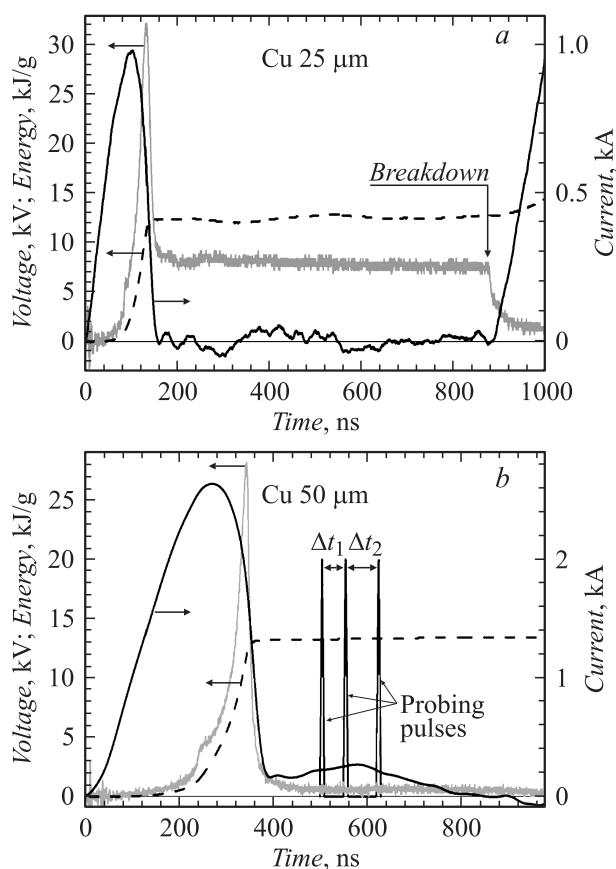 a
Cu 25 μm
Breakdown
Voltage, kV; Energy, kJ/g
30
25
20
15
10
5
0
1.0
0.5
0
Current, kA
0 200 400 600 800 1000
Time, ns
b
Cu 50 μm
Δt1 Δt2
Probing
pulses
Voltage, kV; Energy, kJ/g
25
20
15
10
5
0
2
1
0
Current, kA
0 200 400 600 800
Time, ns